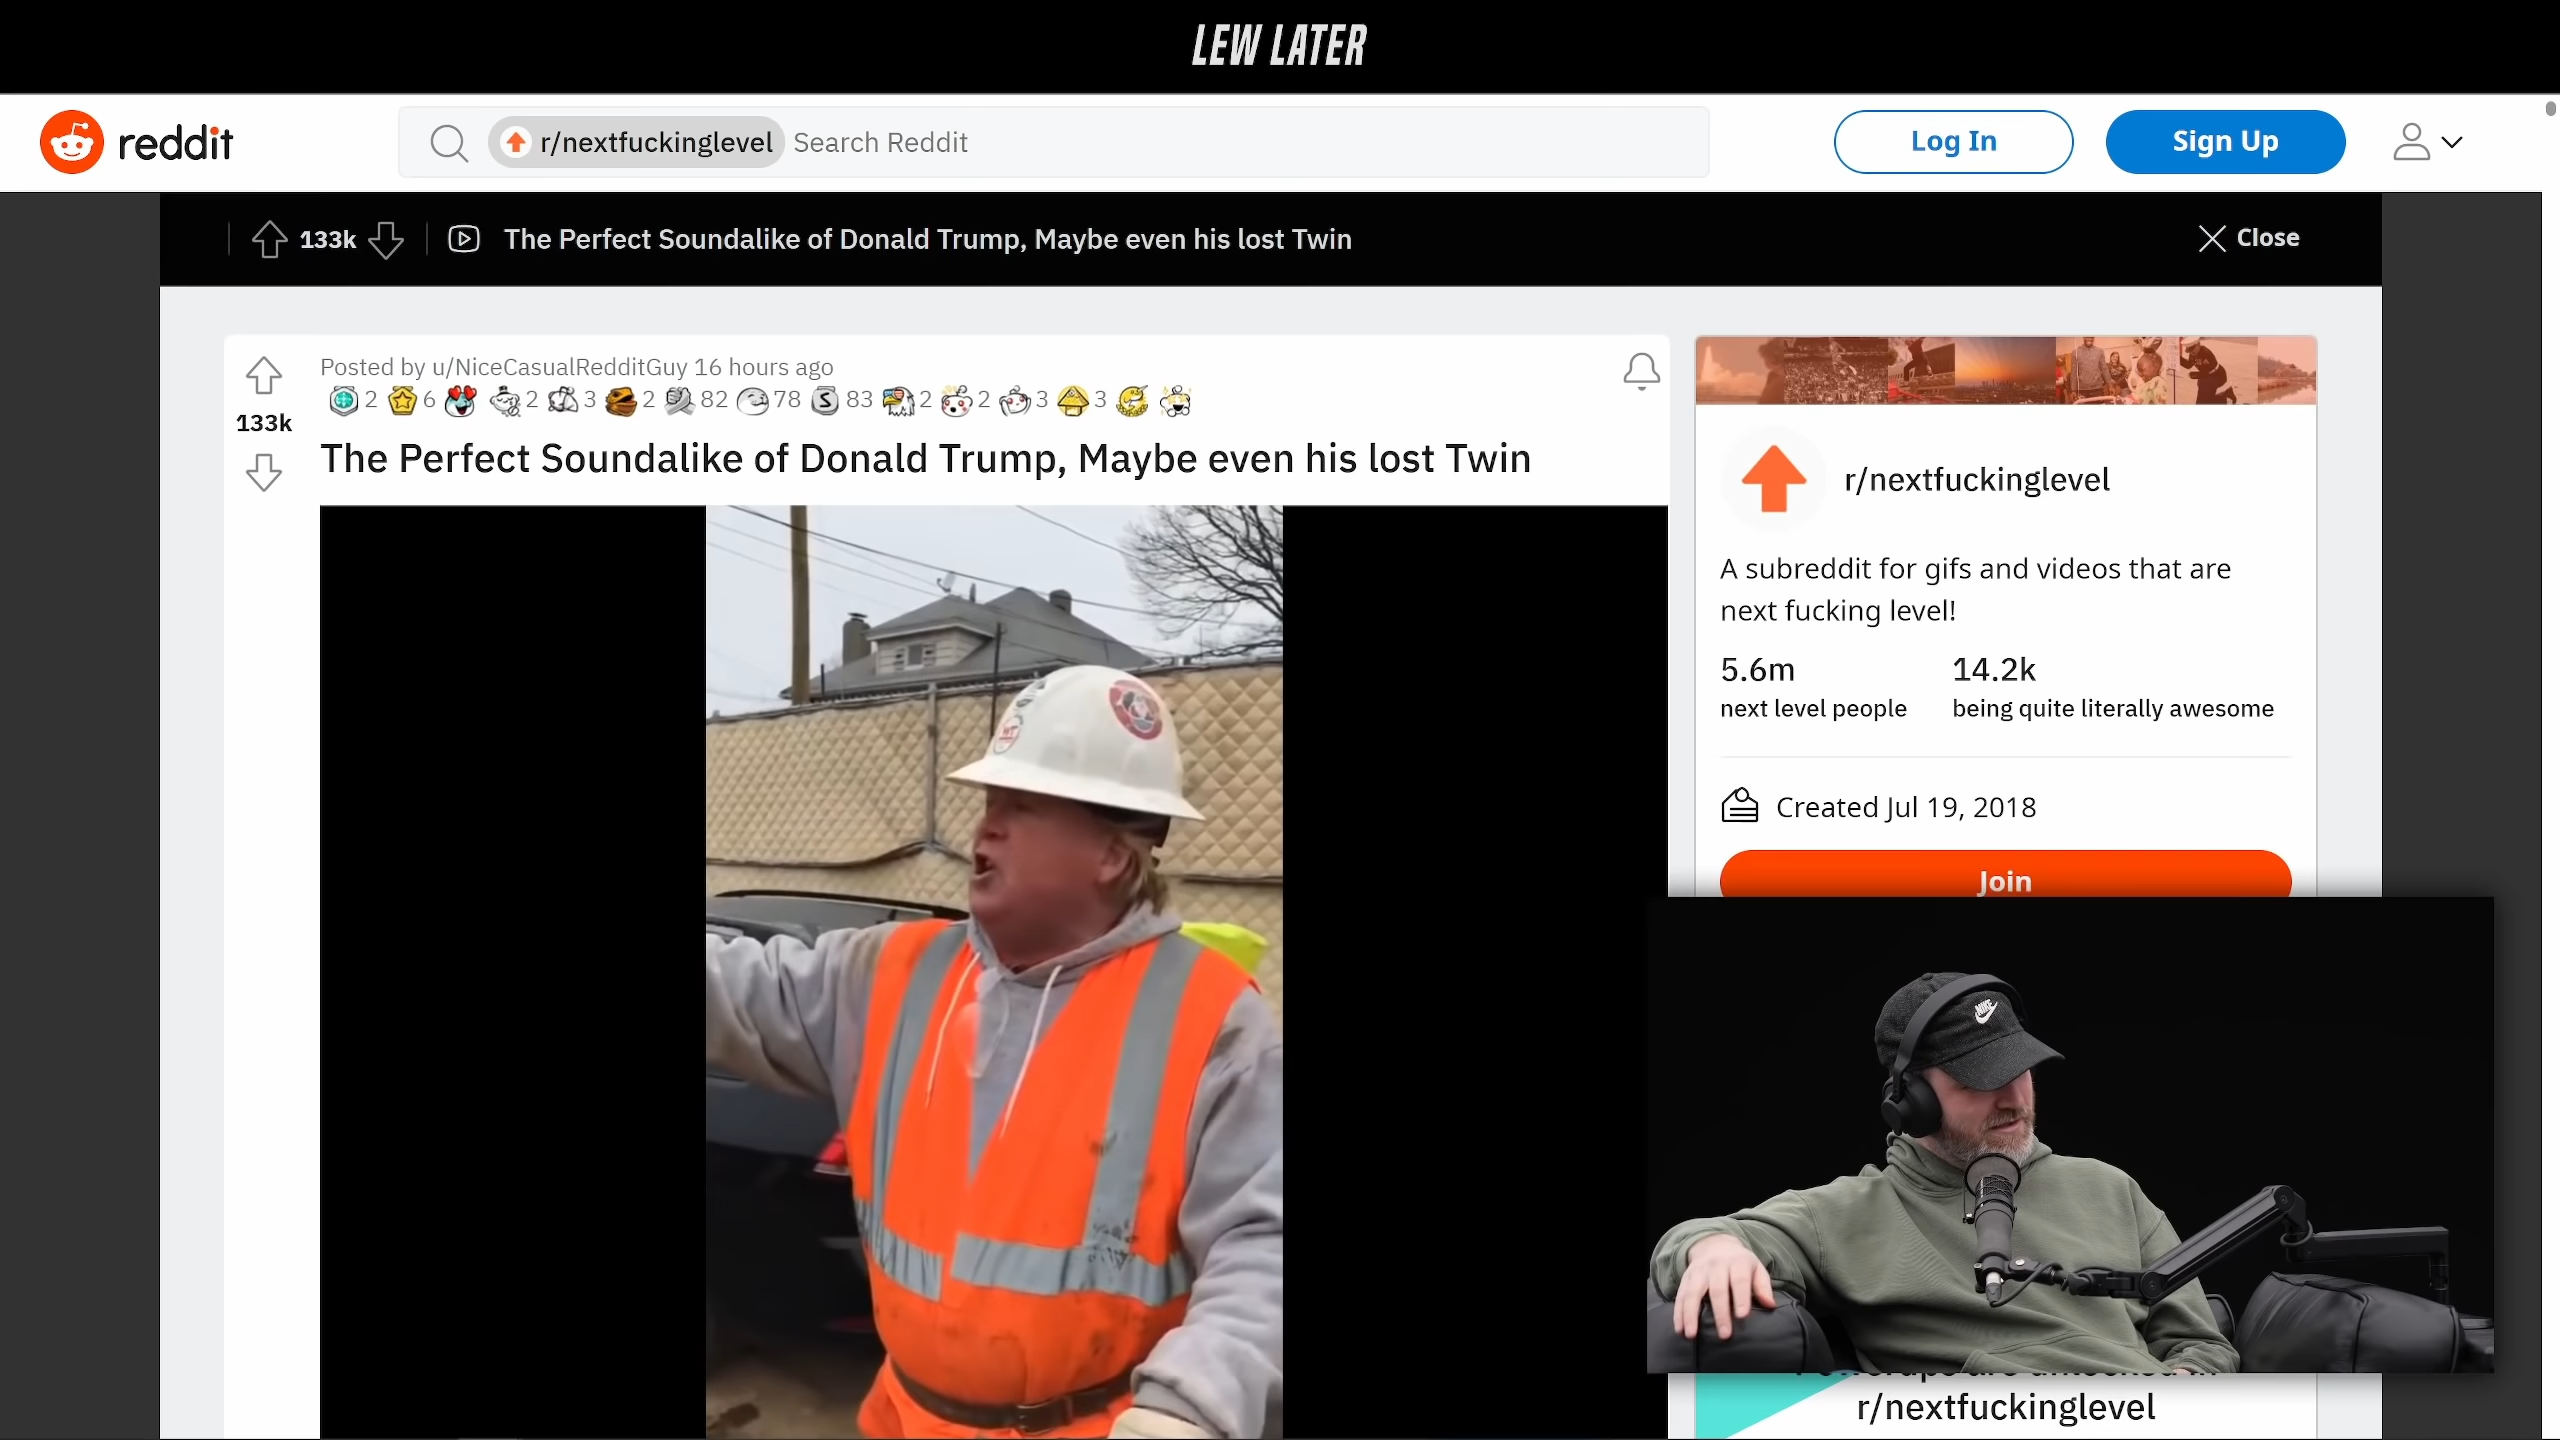 LEW LATER
reddit
r/nextfuckinglevel Search Reddit
Log In
Sign Up
133k
The Perfect Soundalike of Donald Trump, Maybe even his lost Twin
Close
Posted by u/NiceCasualRedditGuy 16 hours ago
2 6 2 3 2 82 78 S 83 2 2 3 3
133k
The Perfect Soundalike of Donald Trump, Maybe even his lost Twin
r/nextfuckinglevel
A subreddit for gifs and videos that are
next fucking level!
5.6m
next level people
14.2k
being quite literally awesome
Created Jul 19, 2018
Join
NIKE
r/nextfuckinglevel